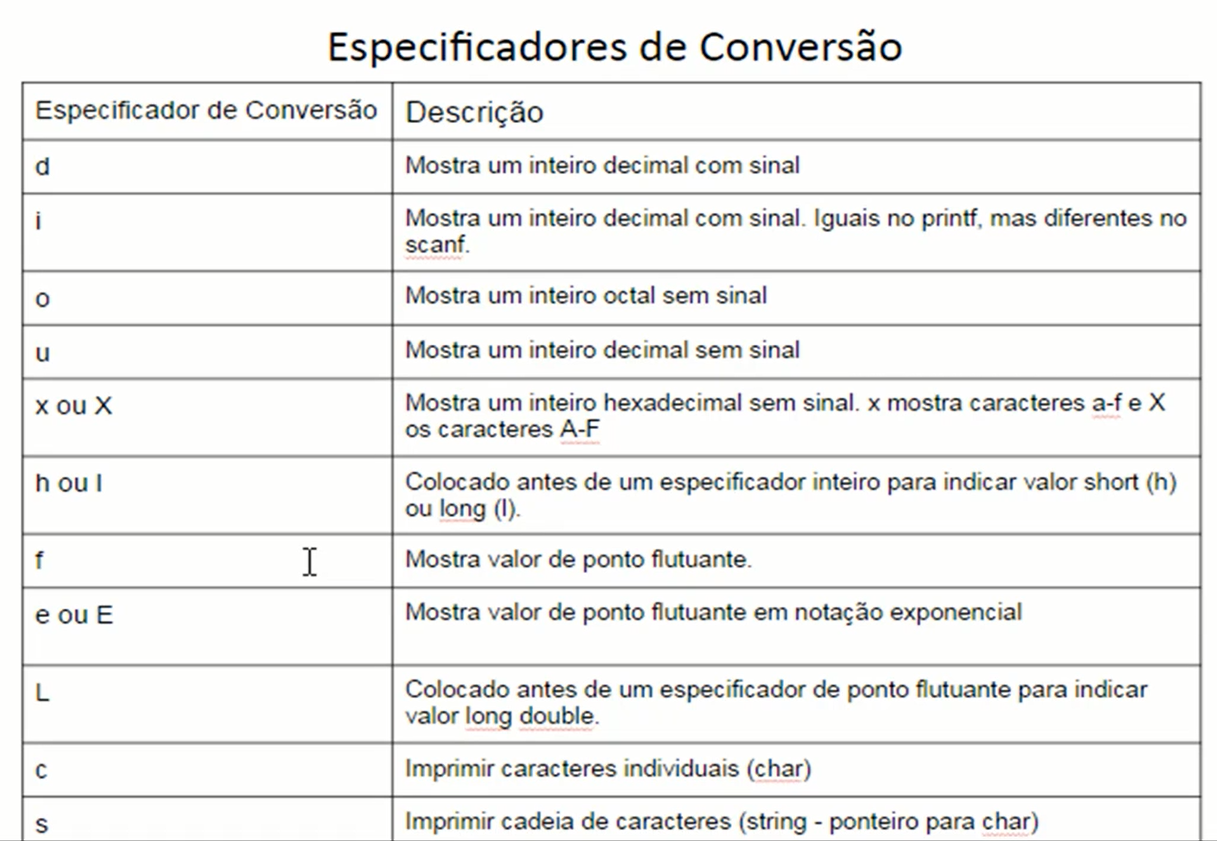 Especificadores de Conversão
Especificador de Conversão
Descrição
d
Mostra um inteiro decimal com sinal
i
Mostra um inteiro decimal com sinal. Iguais no printf, mas diferentes no
scanf.
o
Mostra um inteiro octal sem sinal
u
Mostra um inteiro decimal sem sinal
x ou X
Mostra um inteiro hexadecimal sem sinal. x mostra caracteres a-f e X
os caracteres A-F
h ou l
Colocado antes de um especificador inteiro para indicar valor short (h)
ou long (l).
f
Mostra valor de ponto flutuante.
e ou E
Mostra valor de ponto flutuante em notação exponencial
L
Colocado antes de um especificador de ponto flutuante para indicar
valor long double.
c
Imprimir caracteres individuais (char)
s
Imprimir cadeia de caracteres (string - ponteiro para char)